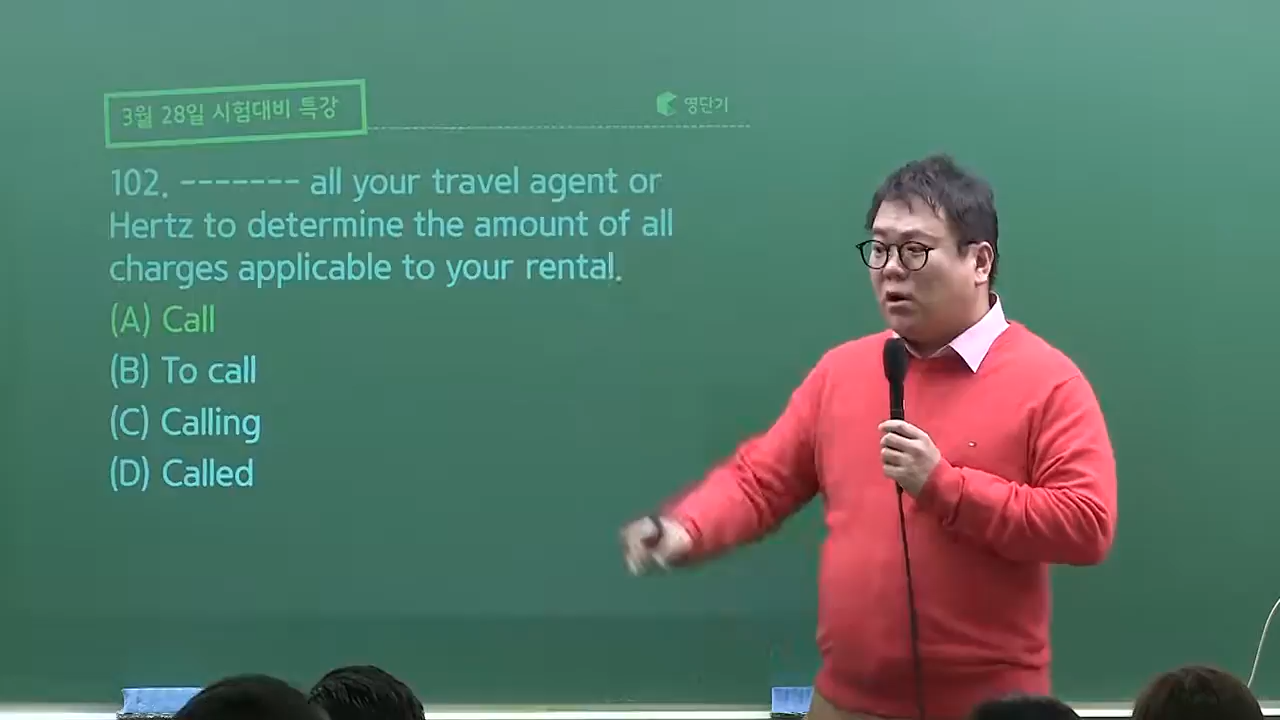 3월 28일 시험대비 특강
영단기
102. ------- all your travel agent or
Hertz to determine the amount of all
charges applicable to your rental.
(A) Call
(B) To call
(C) Calling
(D) Called